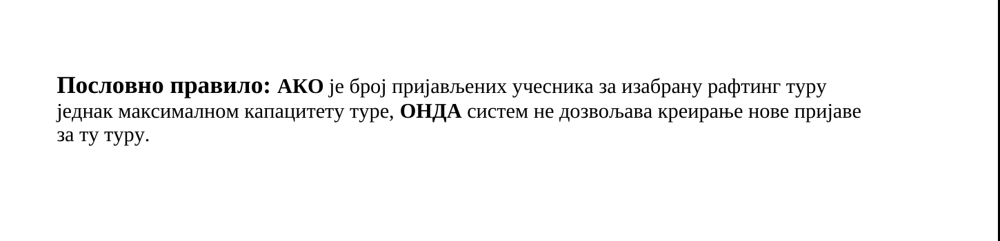 Пословно правило: АКО је број пријављених учесника за изабрану рафтинг туру
једнак максималном капацитету туре, ОНДА систем не дозвољава креирање нове пријаве
за ту туру.